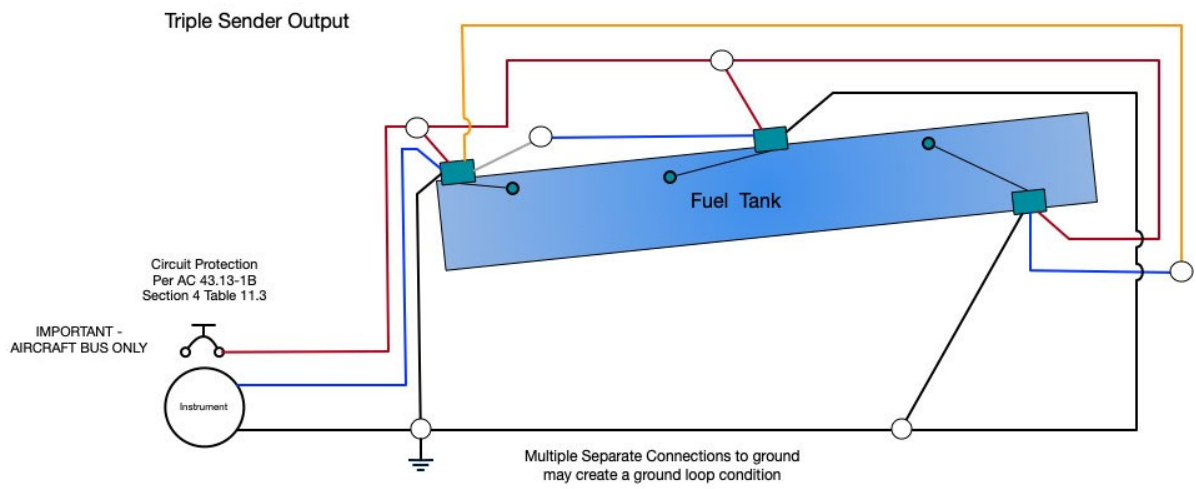 Triple Sender Output
Fuel Tank
Circuit Protection
Per AC 43.13-1B
Section 4 Table 11.3
IMPORTANT -
AIRCRAFT BUS ONLY
Instrument
Multiple Separate Connections to ground
may create a ground loop condition